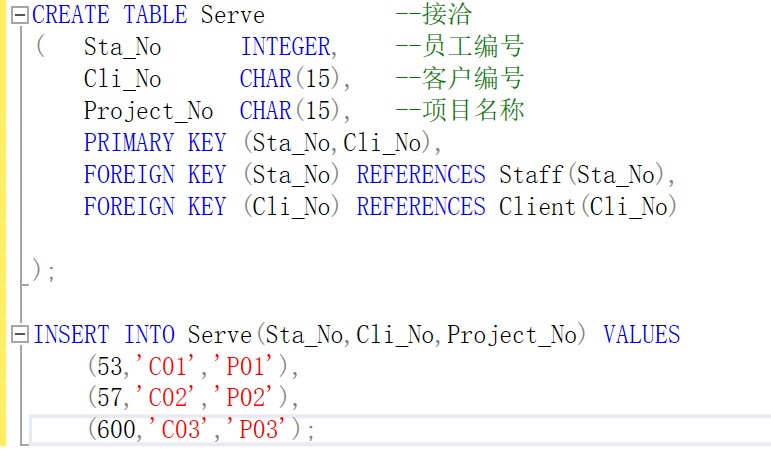 CREATE TABLE Serve --接洽
( Sta_No INTEGER, --员工编号
Cli_No CHAR(15), --客户编号
Project_No CHAR(15), --项目名称
PRIMARY KEY (Sta_No,Cli_No),
FOREIGN KEY (Sta_No) REFERENCES Staff(Sta_No),
FOREIGN KEY (Cli_No) REFERENCES Client(Cli_No)
);
INSERT INTO Serve(Sta_No,Cli_No,Project_No) VALUES
(53,'C01','P01'),
(57,'C02','P02'),
(600,'C03','P03');